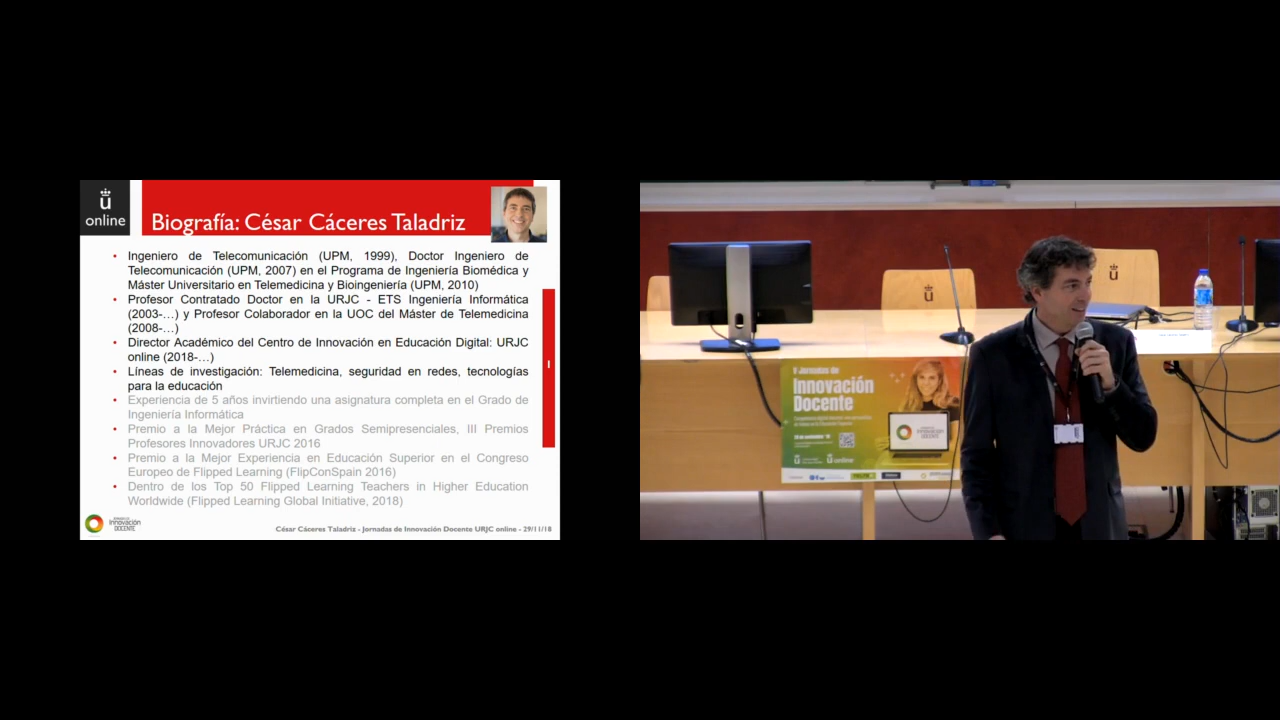 ü
online
Biografía: César Cáceres Taladriz
• Ingeniero de Telecomunicación (UPM, 1999), Doctor Ingeniero de
Telecomunicación (UPM, 2007) en el Programa de Ingeniería Biomédica y
Máster Universitario en Telemedicina y Bioingeniería (UPM, 2010)
• Profesor Contratado Doctor en la URJC - ETS Ingeniería Informática
(2003-…) y Profesor Colaborador en la UOC del Máster de Telemedicina
(2008-…)
• Director Académico del Centro de Innovación en Educación Digital: URJC
online (2018-…)
• Líneas de investigación: Telemedicina, seguridad en redes, tecnologías
para la educación
• Experiencia de 5 años invirtiendo una asignatura completa en el Grado de
Ingeniería Informática
• Premio a la Mejor Práctica en Grados Semipresenciales, III Premios
Profesores Innovadores URJC 2016
• Premio a la Mejor Experiencia en Educación Superior en el Congreso
Europeo de Flipped Learning (FlipConSpain 2016)
• Dentro de los Top 50 Flipped Learning Teachers in Higher Education
Worldwide (Flipped Learning Global Initiative, 2018)
innovación
DOCENTE
César Cáceres Taladriz - Jornadas de Innovación Docente URJC online - 29/11/18
1
ü
ü
V Jornadas de
Innovación
Docente